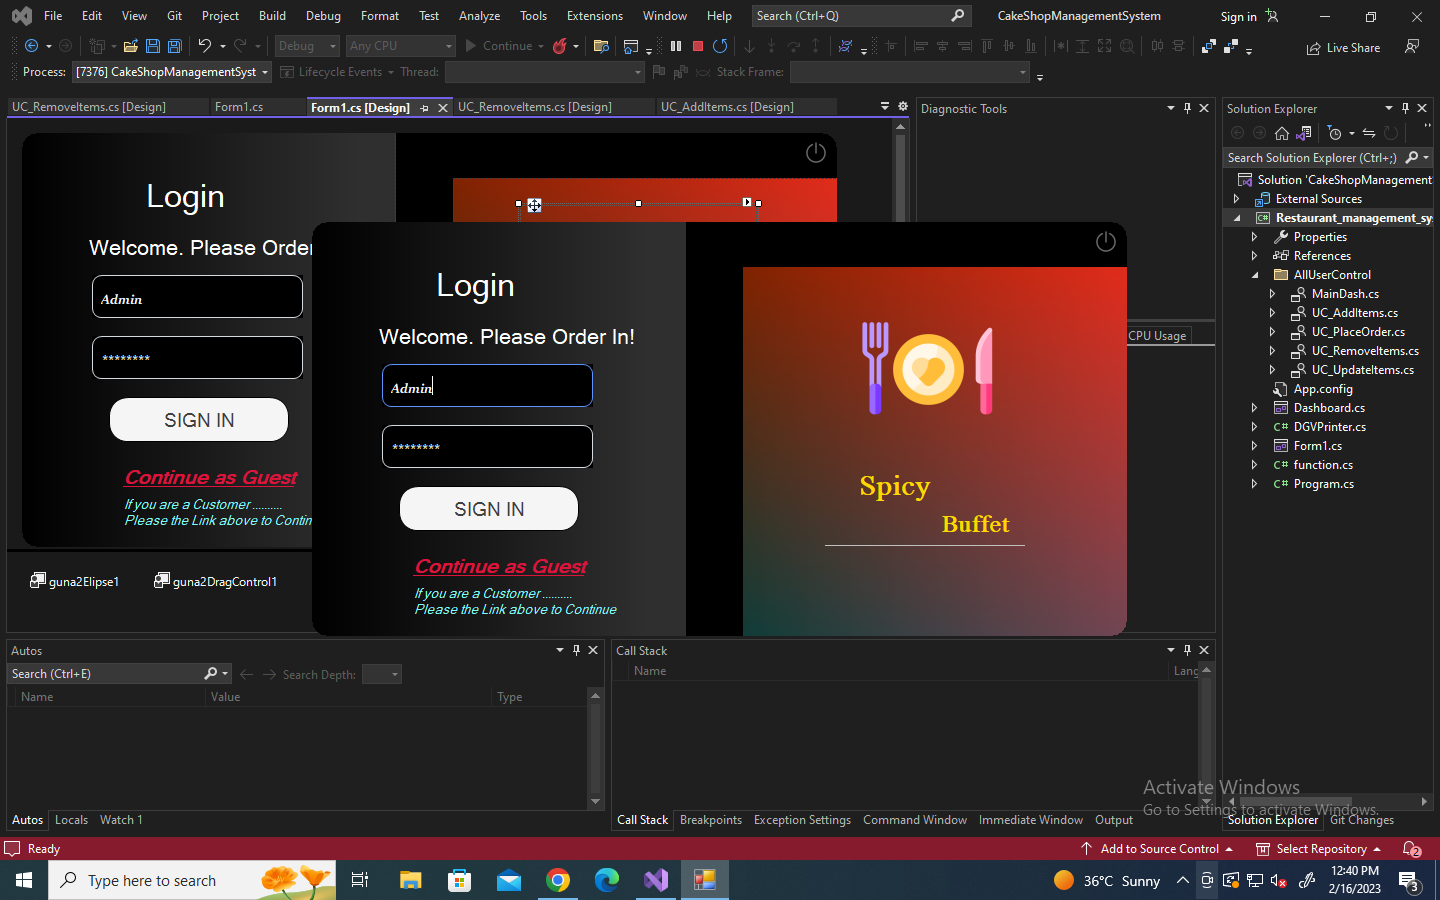 File Edit View Git Project Build Debug Format Test Analyze Tools Extensions Window Help Search (Ctrl+Q) CakeShopManagementSystem Sign in
Debug Any CPU Continue Live Share
Process: [7376] CakeShopManagementSyst Lifecycle Events Thread: Stack Frame:
UC_RemoveItems.cs [Design] Form1.cs Form1.cs [Design] UC_RemoveItems.cs [Design] UC_AddItems.cs [Design]
Login
Welcome. Please Order
Admin
********
SIGN IN
Continue as Guest
If you are a Customer ..........
Please the Link above to Contin
guna2Elipse1 guna2DragControl1
Login
Welcome. Please Order In!
Admin
********
SIGN IN
Continue as Guest
If you are a Customer ..........
Please the Link above to Continue
Spicy
Buffet
Diagnostic Tools
CPU Usage
Solution Explorer
Search Solution Explorer (Ctrl+;)
Solution 'CakeShopManagement
External Sources
Restaurant_management_sy
Properties
References
AllUserControl
MainDash.cs
UC_AddItems.cs
UC_PlaceOrder.cs
UC_RemoveItems.cs
UC_UpdateItems.cs
App.config
Dashboard.cs
DGVPrinter.cs
Form1.cs
function.cs
Program.cs
Autos
Search (Ctrl+E) Search Depth:
Name Value Type
Autos Locals Watch 1
Call Stack
Name Lang
Call Stack Breakpoints Exception Settings Command Window Immediate Window Output
Activate Windows
Go to Settings to activate Windows.
Solution Explorer Git Changes
Ready Add to Source Control Select Repository 2
Type here to search
36°C Sunny
12:40 PM
2/16/2023
3